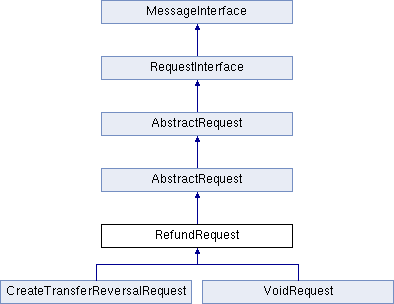 MessageInterface
RequestInterface
AbstractRequest
AbstractRequest
RefundRequest
CreateTransferReversalRequest
VoidRequest